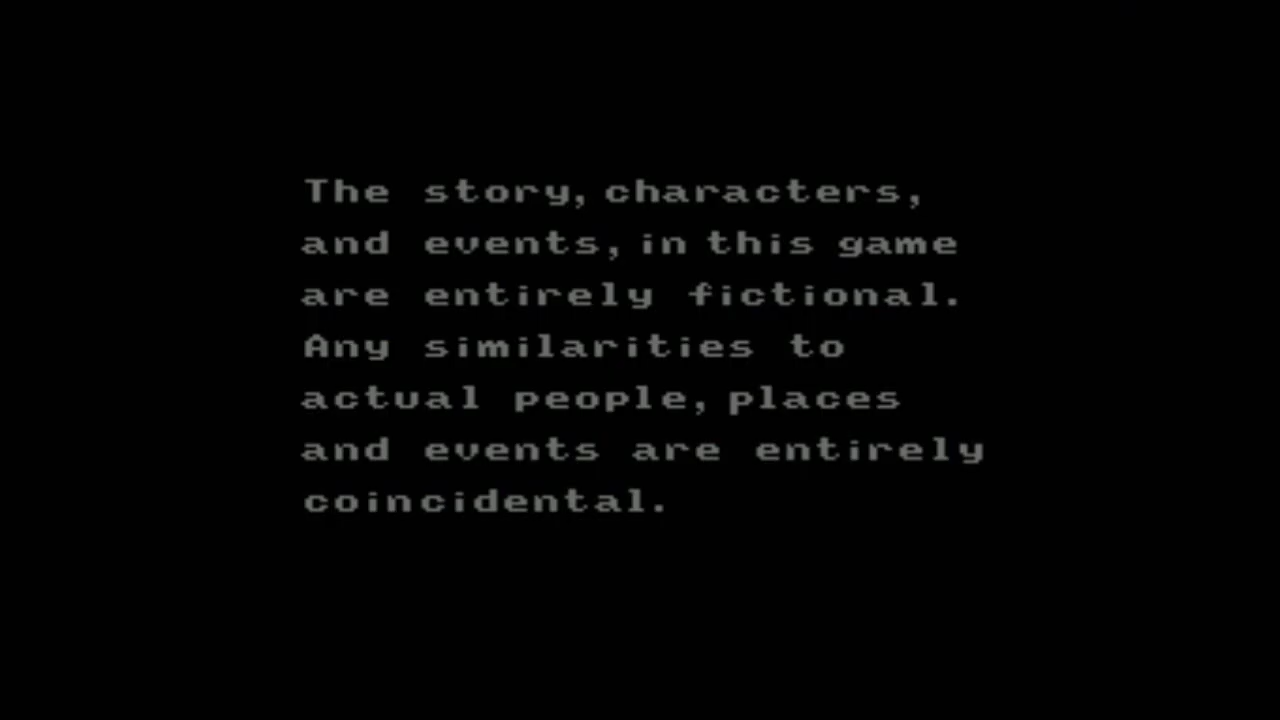 The story, characters,
and events, in this game
are entirely fictional.
Any similarities to
actual people, places
and events are entirely
coincidental.